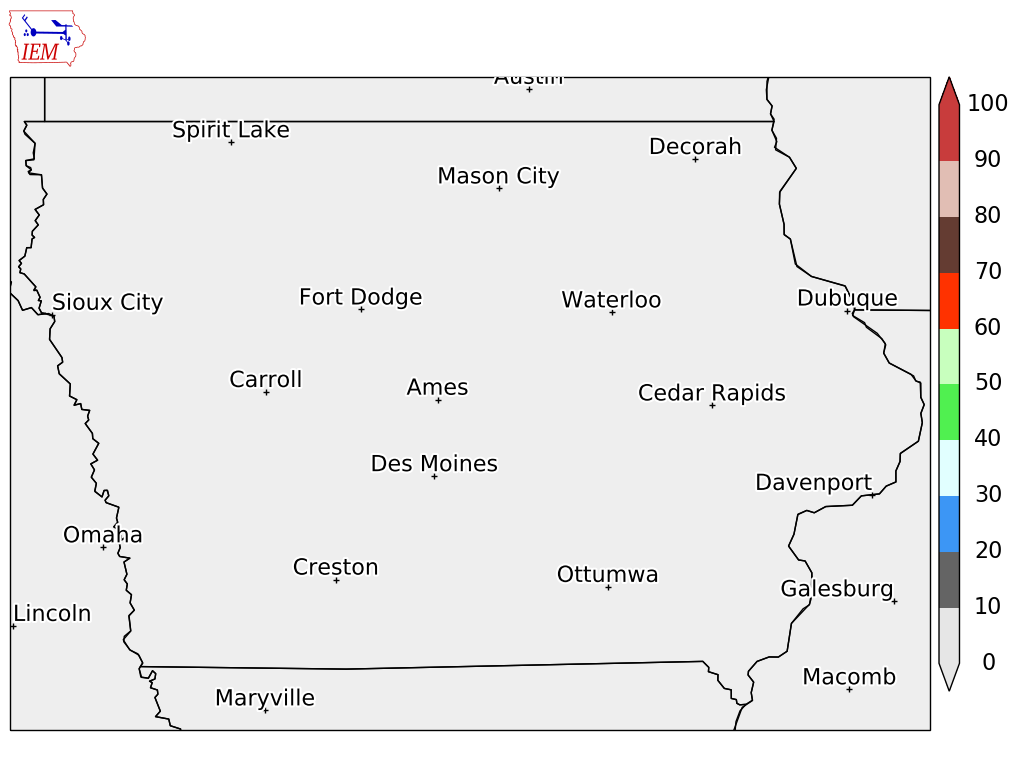 IEM
Austin
Spirit Lake
Decorah
Mason City
Sioux City
Fort Dodge
Waterloo
Dubuque
Carroll
Ames
Cedar Rapids
Des Moines
Davenport
Omaha
Creston
Ottumwa
Galesburg
Lincoln
Macomb
Maryville
100
90
80
70
60
50
40
30
20
10
0